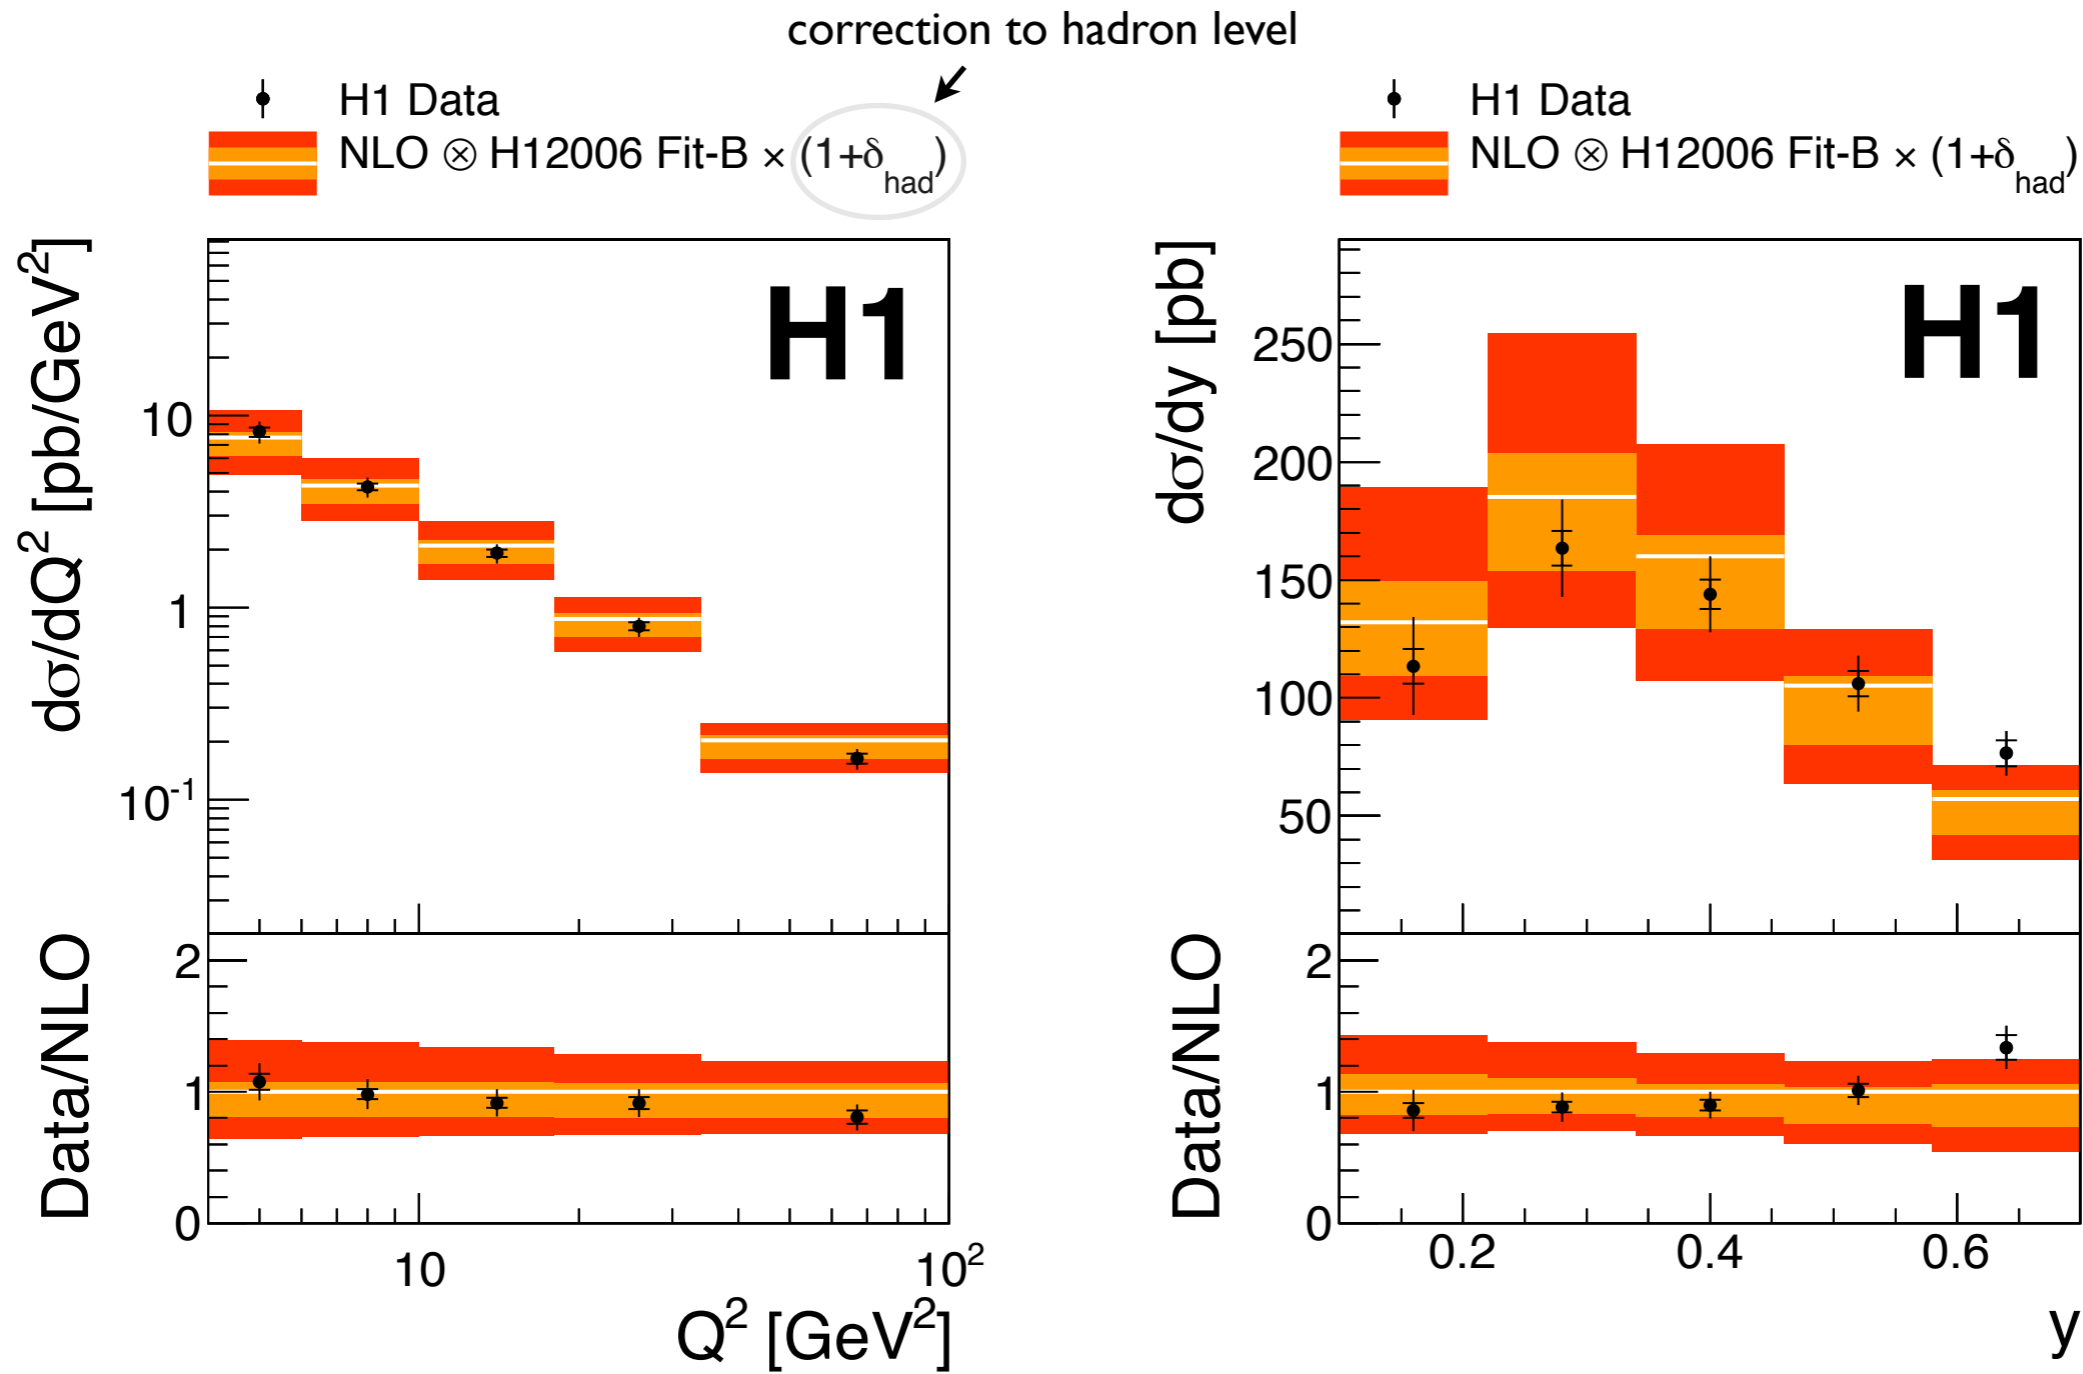 correction to hadron level
H1 Data
NLO ⊗ H12006 Fit-B × (1+δ_had)
H1
dσ/dQ² [pb/GeV²]
10
1
10⁻¹
Data/NLO
2
1
0
10
10²
Q² [GeV²]
H1 Data
NLO ⊗ H12006 Fit-B × (1+δ_had)
H1
dσ/dy [pb]
250
200
150
100
50
Data/NLO
2
1
0
0.2 0.4 0.6
y